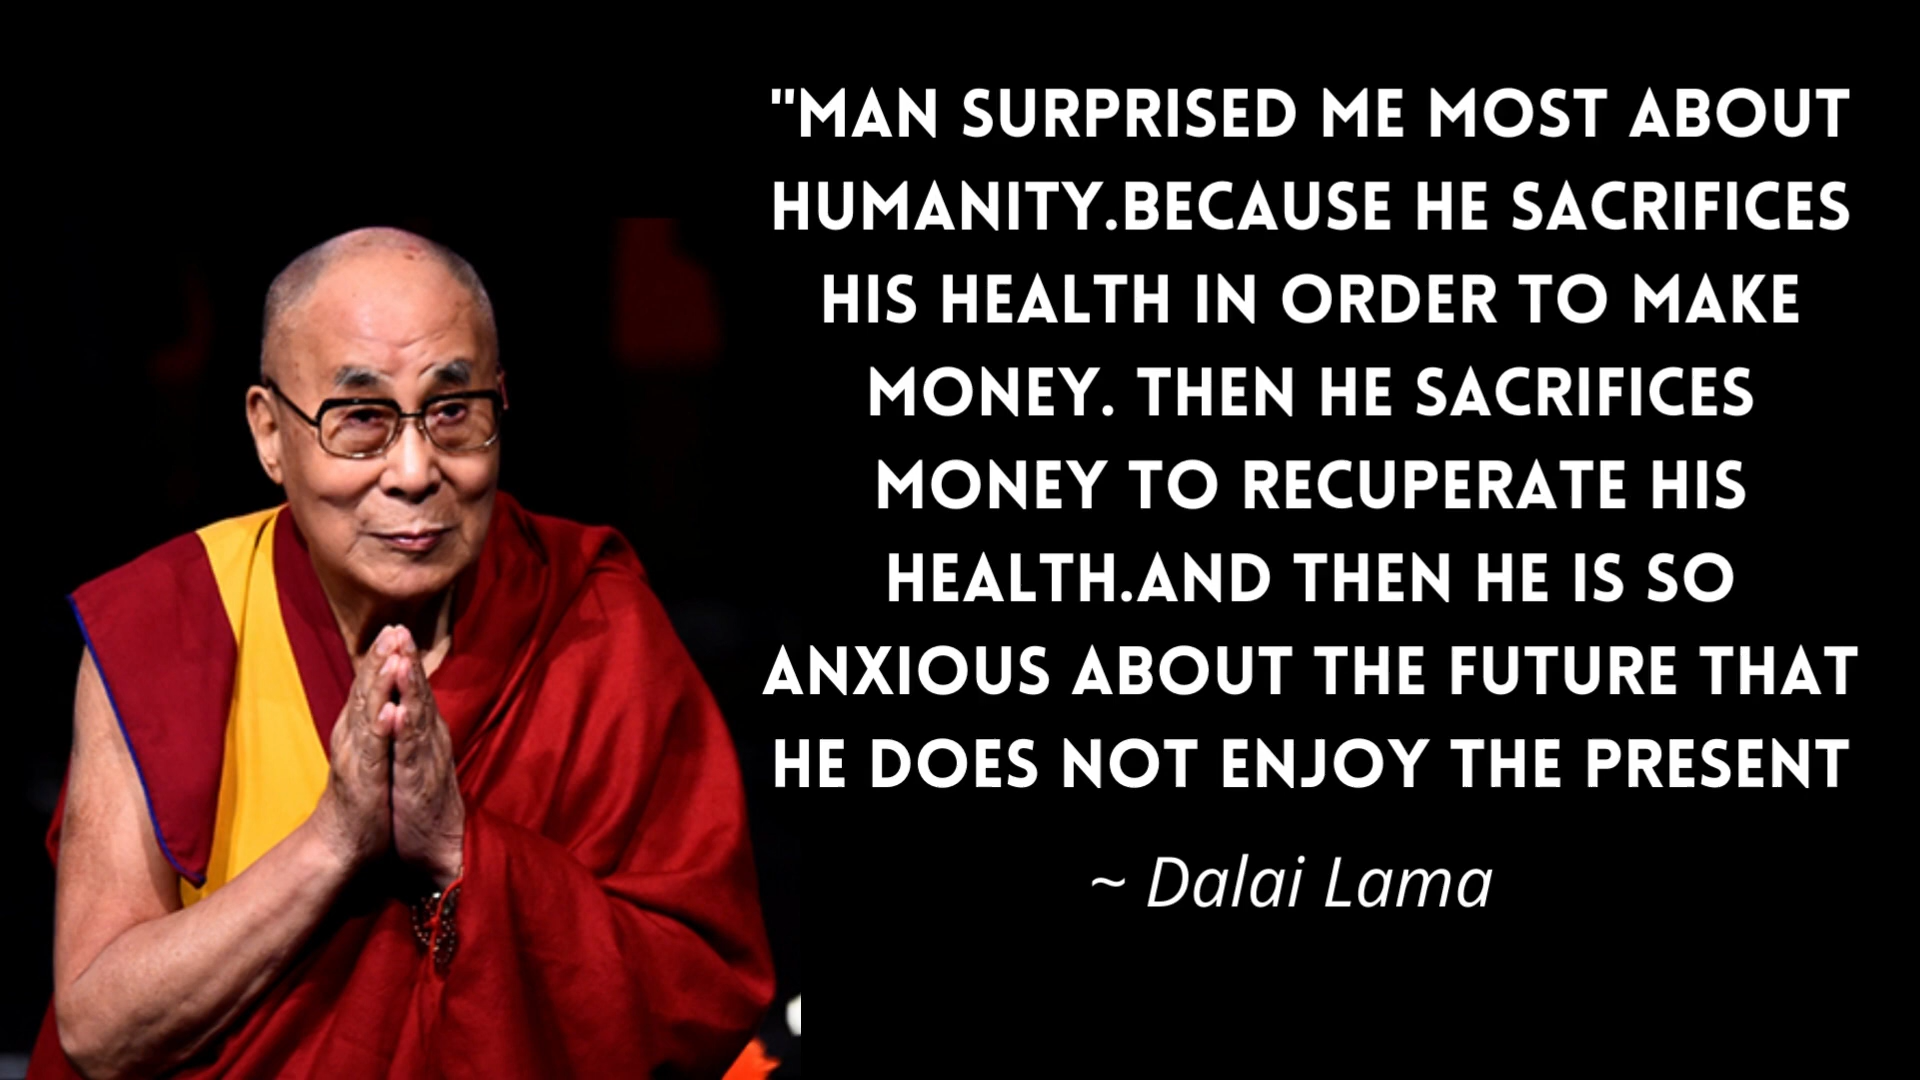 "MAN SURPRISED ME MOST ABOUT
HUMANITY.BECAUSE HE SACRIFICES
HIS HEALTH IN ORDER TO MAKE
MONEY. THEN HE SACRIFICES
MONEY TO RECUPERATE HIS
HEALTH.AND THEN HE IS SO
ANXIOUS ABOUT THE FUTURE THAT
HE DOES NOT ENJOY THE PRESENT
~ Dalai Lama